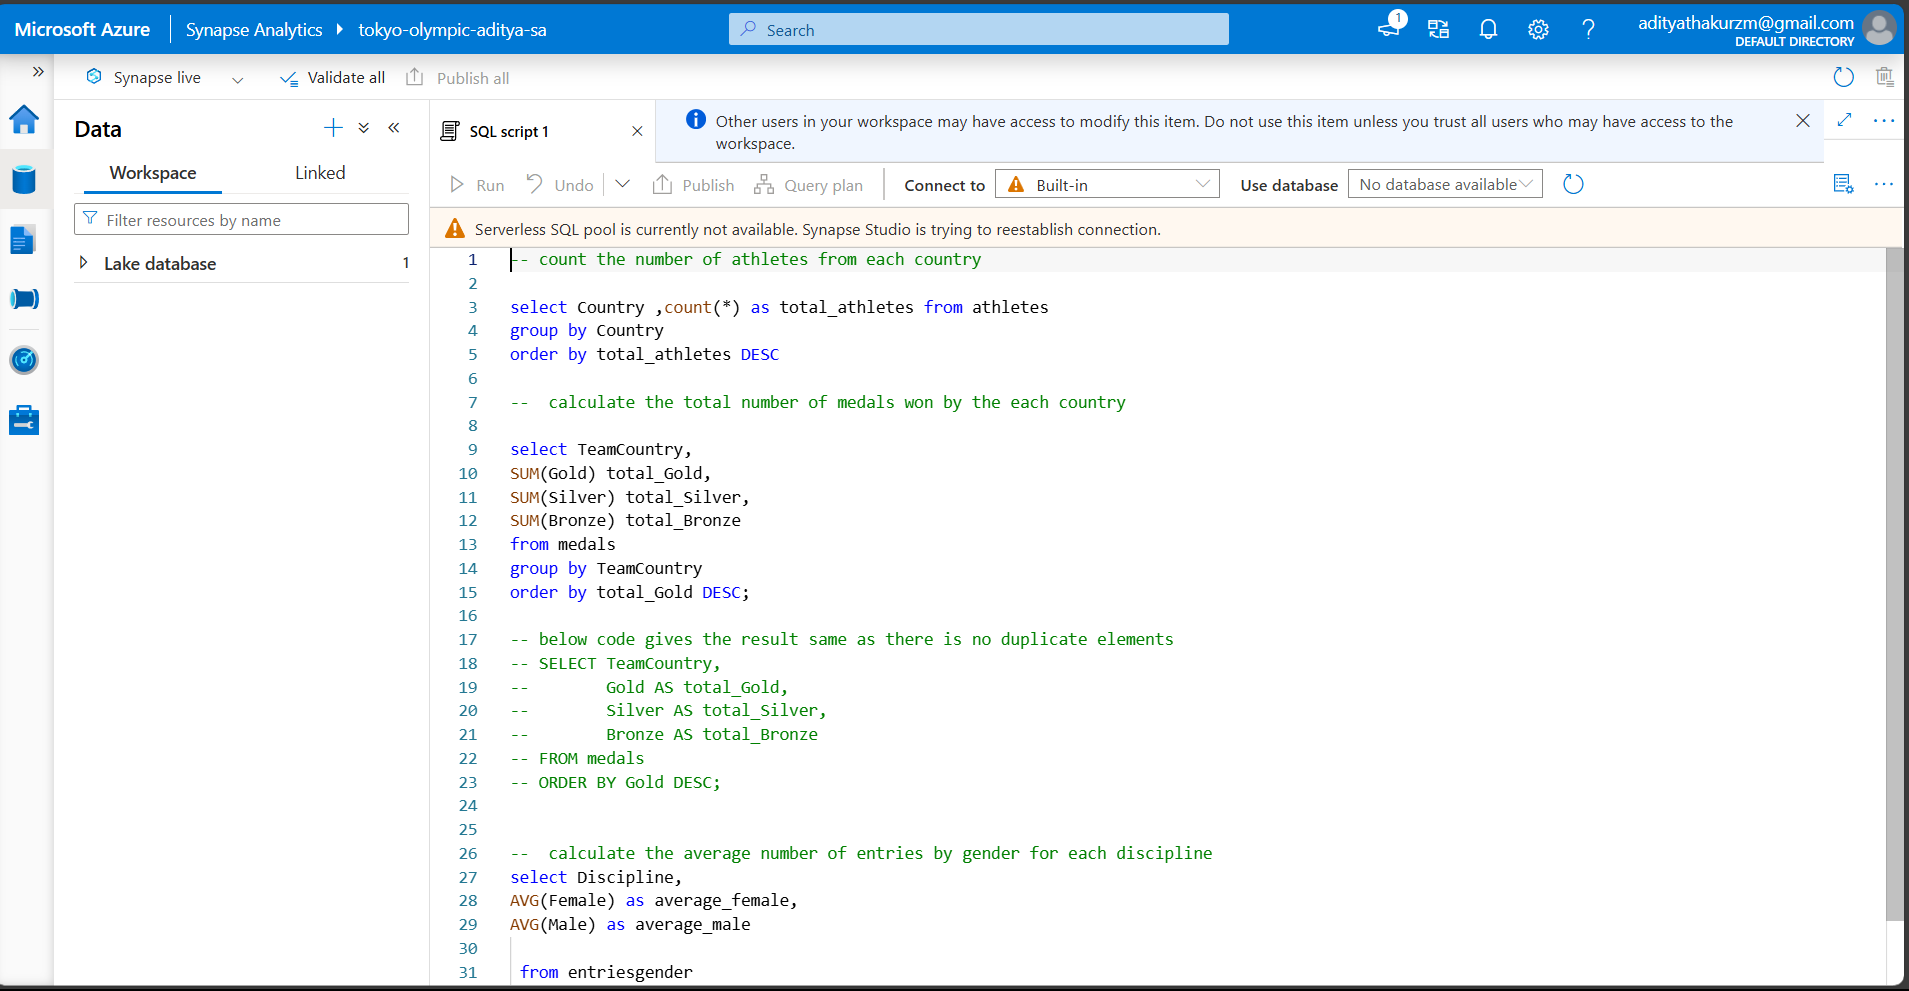 Microsoft Azure
Synapse Analytics
tokyo-olympic-aditya-sa
Search
1
adityathakurzm@gmail.com
DEFAULT DIRECTORY
Synapse live
Validate all
Publish all
Data
Workspace
Linked
Filter resources by name
Lake database
1
SQL script 1
Other users in your workspace may have access to modify this item. Do not use this item unless you trust all users who may have access to the
workspace.
Run
Undo
Publish
Query plan
Connect to
Built-in
Use database
No database available
Serverless SQL pool is currently not available. Synapse Studio is trying to reestablish connection.
1 -- count the number of athletes from each country
2
3 select Country ,count(*) as total_athletes from athletes
4 group by Country
5 order by total_athletes DESC
6
7 --  calculate the total number of medals won by the each country
8
9 select TeamCountry,
10 SUM(Gold) total_Gold,
11 SUM(Silver) total_Silver,
12 SUM(Bronze) total_Bronze
13 from medals
14 group by TeamCountry
15 order by total_Gold DESC;
16
17 -- below code gives the result same as there is no duplicate elements
18 -- SELECT TeamCountry,
19 --        Gold AS total_Gold,
20 --        Silver AS total_Silver,
21 --        Bronze AS total_Bronze
22 -- FROM medals
23 -- ORDER BY Gold DESC;
24
25
26 --  calculate the average number of entries by gender for each discipline
27 select Discipline,
28 AVG(Female) as average_female,
29 AVG(Male) as average_male
30
31  from entriesgender